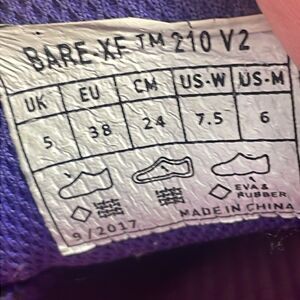 BARE-XF ™ 210 V2
UK EU CM US-W US-M
5 38 24 7.5 6
EVA &
RUBBER
9/2017 MADE IN CHINA